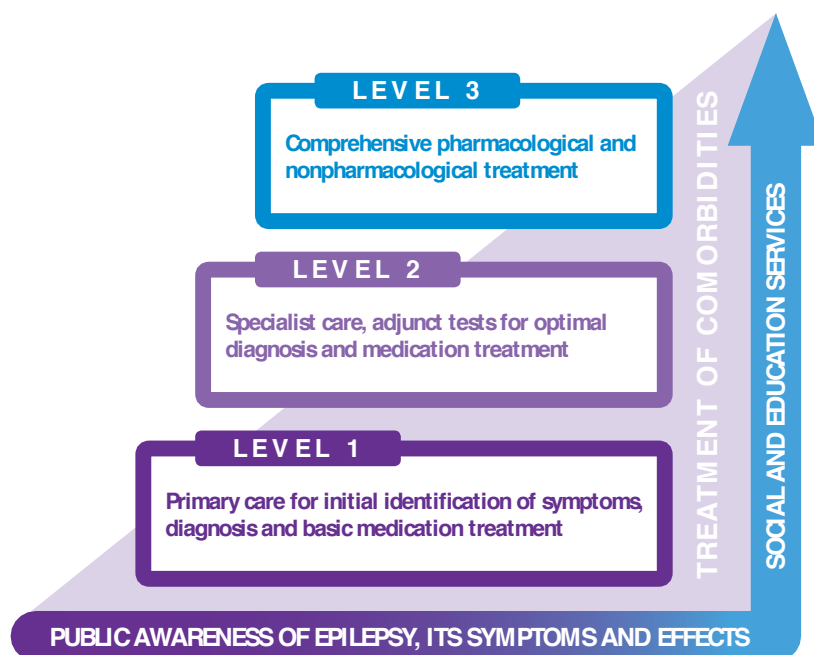 LEVEL 3
Comprehensive pharmacological and
nonpharmacological treatment
LEVEL 2
Specialist care, adjunct tests for optimal
diagnosis and medication treatment
LEVEL 1
Primary care for initial identification of symptoms,
diagnosis and basic medication treatment
TREATMENT OF COMORBIDITIES
SOCIAL AND EDUCATION SERVICES
PUBLIC AWARENESS OF EPILEPSY, ITS SYMPTOMS AND EFFECTS